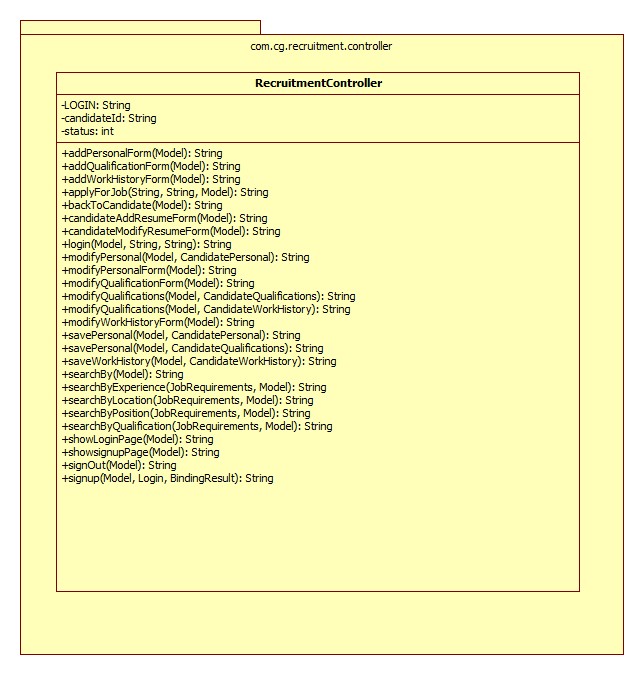 com.cg.recruitment.controller
RecruitmentController
-LOGIN: String
-candidateId: String
-status: int
+addPersonalForm(Model): String
+addQualificationForm(Model): String
+addWorkHistoryForm(Model): String
+applyForJob(String, String, Model): String
+backToCandidate(Model): String
+candidateAddResumeForm(Model): String
+candidateModifyResumeForm(Model): String
+login(Model, String, String): String
+modifyPersonal(Model, CandidatePersonal): String
+modifyPersonalForm(Model): String
+modifyQualificationForm(Model): String
+modifyQualifications(Model, CandidateQualifications): String
+modifyQualifications(Model, CandidateWorkHistory): String
+modifyWorkHistoryForm(Model): String
+savePersonal(Model, CandidatePersonal): String
+savePersonal(Model, CandidateQualifications): String
+saveWorkHistory(Model, CandidateWorkHistory): String
+searchBy(Model): String
+searchByExperience(JobRequirements, Model): String
+searchByLocation(JobRequirements, Model): String
+searchByPosition(JobRequirements, Model): String
+searchByQualification(JobRequirements, Model): String
+showLoginPage(Model): String
+showsignupPage(Model): String
+signOut(Model): String
+signup(Model, Login, BindingResult): String